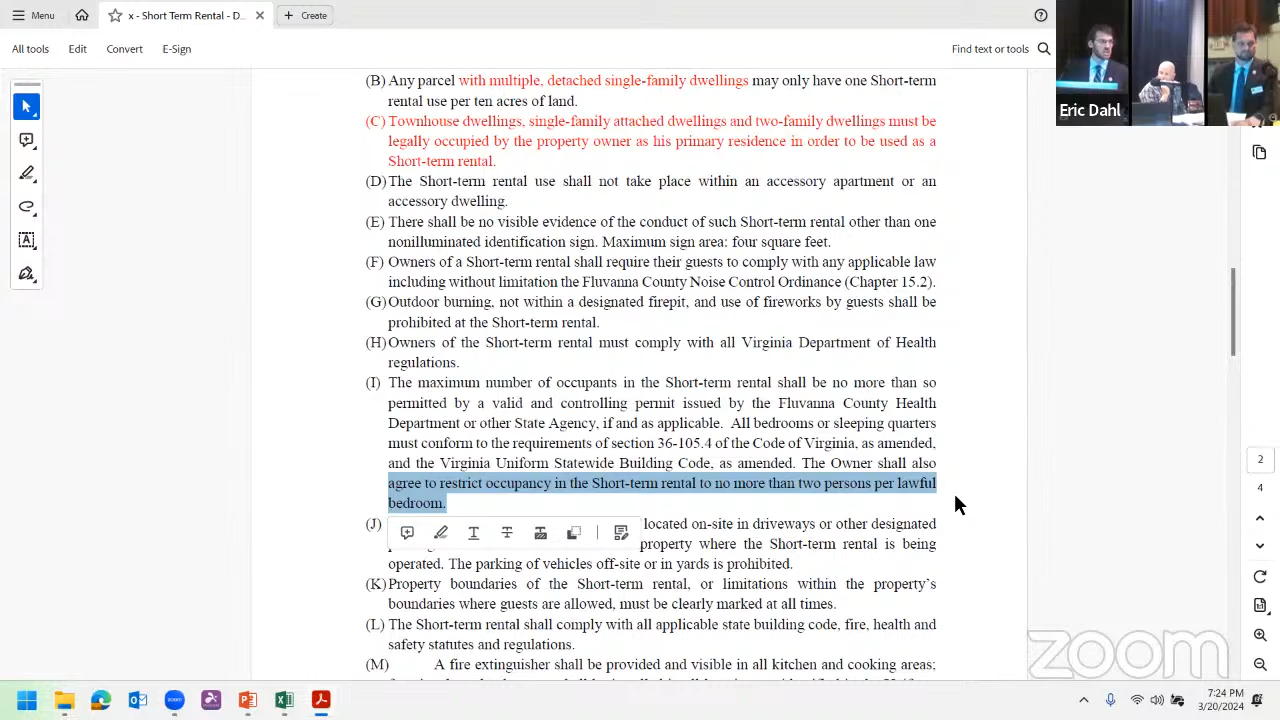 Menu
x - Short Term Rental - D...
Create
All tools
Edit
Convert
E-Sign
Find text or tools
Eric Dahl
(B) Any parcel with multiple, detached single-family dwellings may only have one Short-term
rental use per ten acres of land.
(C) Townhouse dwellings, single-family attached dwellings and two-family dwellings must be
legally occupied by the property owner as his primary residence in order to be used as a
Short-term rental.
(D) The Short-term rental use shall not take place within an accessory apartment or an
accessory dwelling.
(E) There shall be no visible evidence of the conduct of such Short-term rental other than one
nonilluminated identification sign. Maximum sign area: four square feet.
(F) Owners of a Short-term rental shall require their guests to comply with any applicable law
including without limitation the Fluvanna County Noise Control Ordinance (Chapter 15.2).
(G) Outdoor burning, not within a designated firepit, and use of fireworks by guests shall be
prohibited at the Short-term rental.
(H) Owners of the Short-term rental must comply with all Virginia Department of Health
regulations.
(I) The maximum number of occupants in the Short-term rental shall be no more than so
permitted by a valid and controlling permit issued by the Fluvanna County Health
Department or other State Agency, if and as applicable. All bedrooms or sleeping quarters
must conform to the requirements of section 36-105.4 of the Code of Virginia, as amended,
and the Virginia Uniform Statewide Building Code, as amended. The Owner shall also
agree to restrict occupancy in the Short-term rental to no more than two persons per lawful
bedroom.
(J) located on-site in driveways or other designated
property where the Short-term rental is being
operated. The parking of vehicles off-site or in yards is prohibited.
(K) Property boundaries of the Short-term rental, or limitations within the property's
boundaries where guests are allowed, must be clearly marked at all times.
(L) The Short-term rental shall comply with all applicable state building code, fire, health and
safety statutes and regulations.
(M) A fire extinguisher shall be provided and visible in all kitchen and cooking areas;
2
4
zoom
7:24 PM
3/20/2024